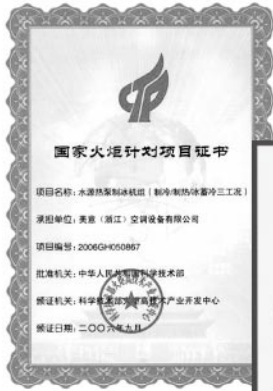 国家火炬计划项目证书
项目名称：水源热泵制冰机组（制冷/制热/冰蓄冷三工况）
承担单位：美意（浙江）空调设备有限公司
项目编号：2006GH050867
批准机关：中华人民共和国科学技术部
颁证机关：科学技术部火炬高技术产业开发中心
颁证日期：二〇〇六年九月